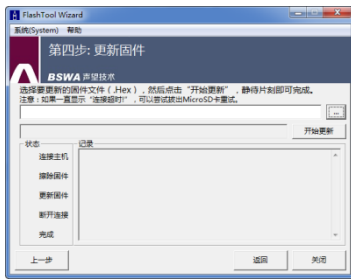 FlashTool Wizard
系统(System) 帮助
第四步: 更新固件
BSWA 声望技术
选择要更新的固件文件(.Hex),然后点击“开始更新”,静待片刻即可完成。
注意:如果一直显示“连接超时!”,可以尝试拔出MicroSD卡重试。
...
开始更新
状态 记录
连接主机
擦除固件
更新固件
断开连接
完成
上一步 返回 关闭